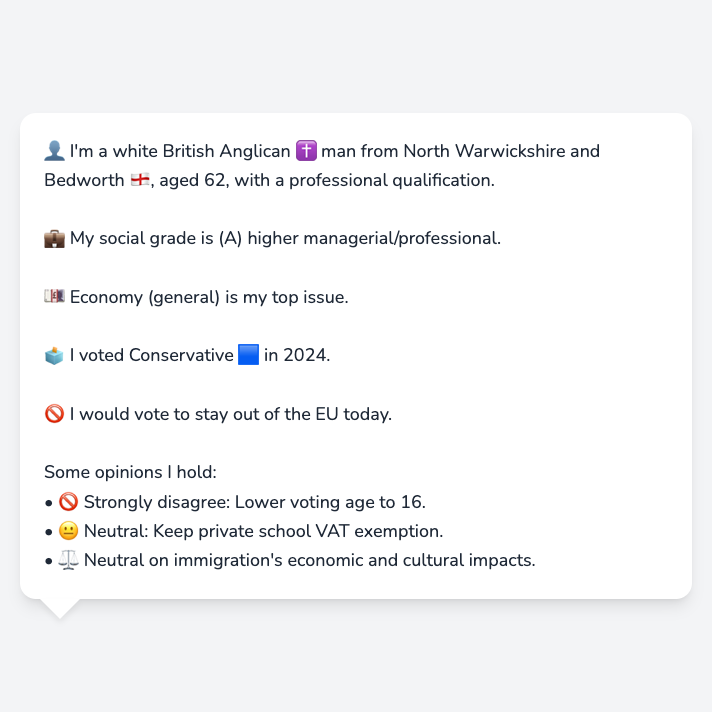 👤 I'm a white British Anglican ✝️ man from North Warwickshire and
Bedworth 🏴󠁧󠁢󠁥󠁮󠁧󠁿, aged 62, with a professional qualification.
💼 My social grade is (A) higher managerial/professional.
💷 Economy (general) is my top issue.
🗳️ I voted Conservative 🟦 in 2024.
🚫 I would vote to stay out of the EU today.
Some opinions I hold:
• 🚫 Strongly disagree: Lower voting age to 16.
• 😐 Neutral: Keep private school VAT exemption.
• ⚖️ Neutral on immigration's economic and cultural impacts.